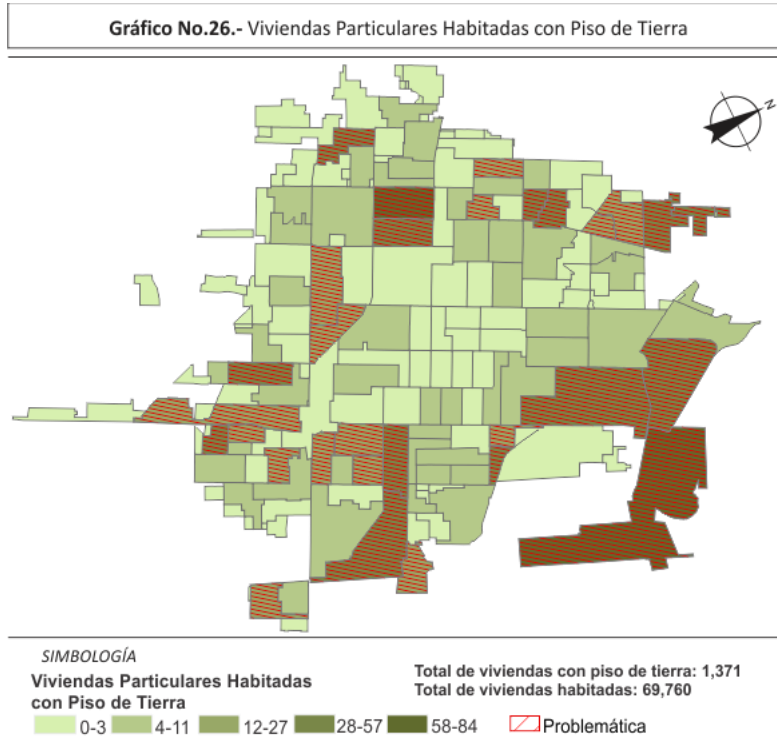 Gráfico No.26.- Viviendas Particulares Habitadas con Piso de Tierra
N
SIMBOLOGÍA
Viviendas Particulares Habitadas
con Piso de Tierra
0-3 4-11 12-27 28-57 58-84
Total de viviendas con piso de tierra: 1,371
Total de viviendas habitadas: 69,760
Problemática